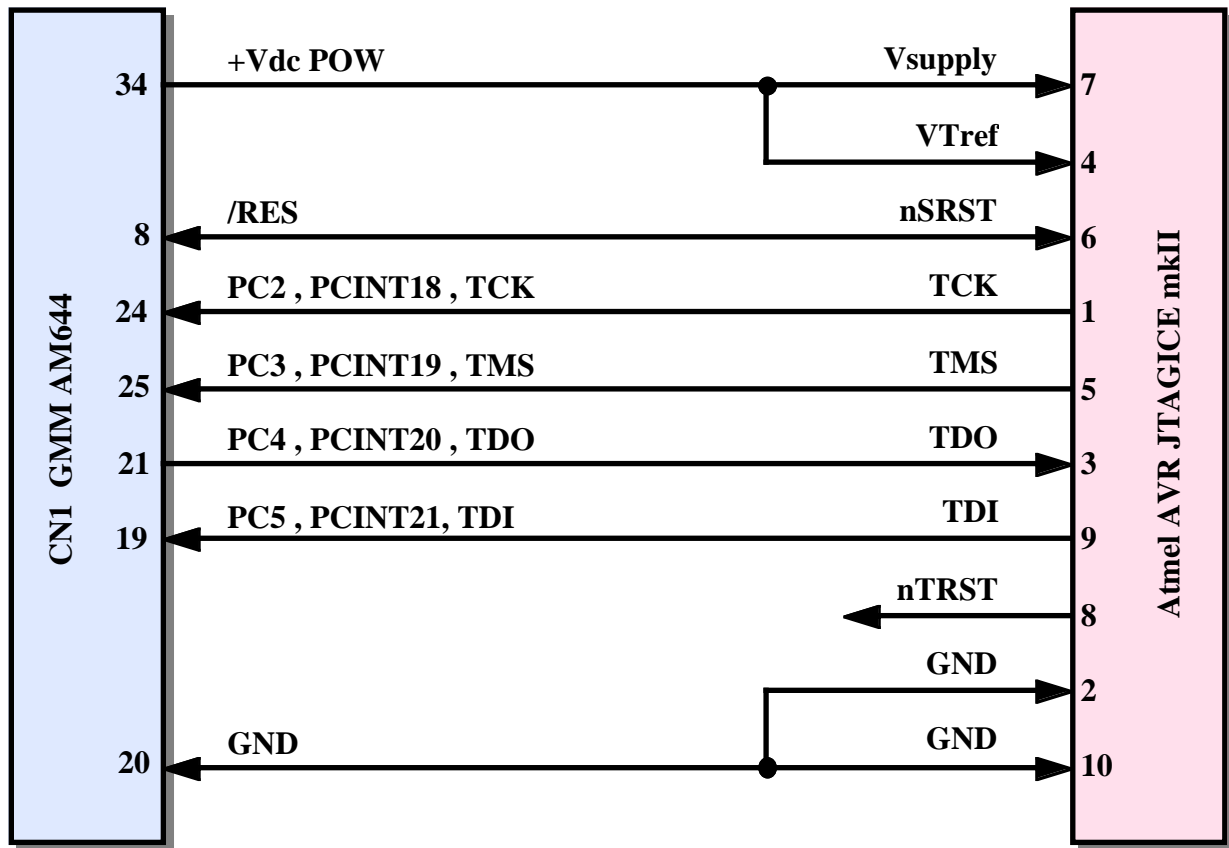 +Vdc POW
Vsupply
34
7
VTref
4
/RES
nSRST
8
6
PC2 , PCINT18 , TCK
TCK
24
1
PC3 , PCINT19 , TMS
TMS
25
5
PC4 , PCINT20 , TDO
TDO
21
3
PC5 , PCINT21, TDI
TDI
19
9
nTRST
8
GND
2
GND
GND
20
10
CN1 GMM AM644
Atmel AVR JTAGICE mkII